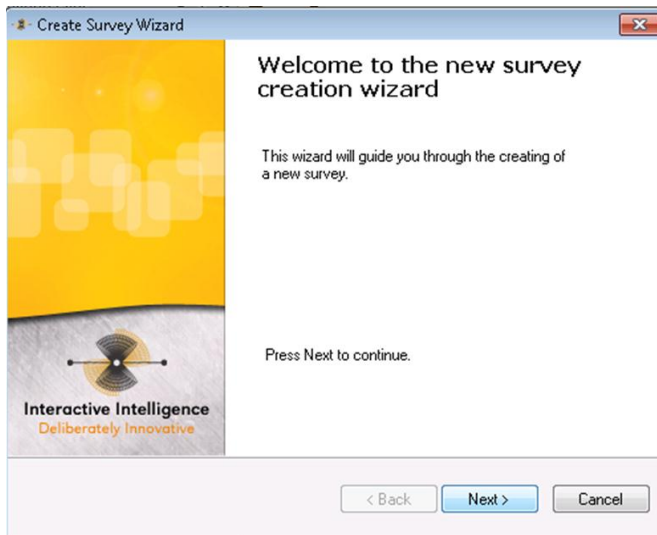 Create Survey Wizard
Welcome to the new survey
creation wizard
This wizard will guide you through the creating of
a new survey.
Press Next to continue.
Interactive Intelligence
Deliberately Innovative
< Back
Next >
Cancel